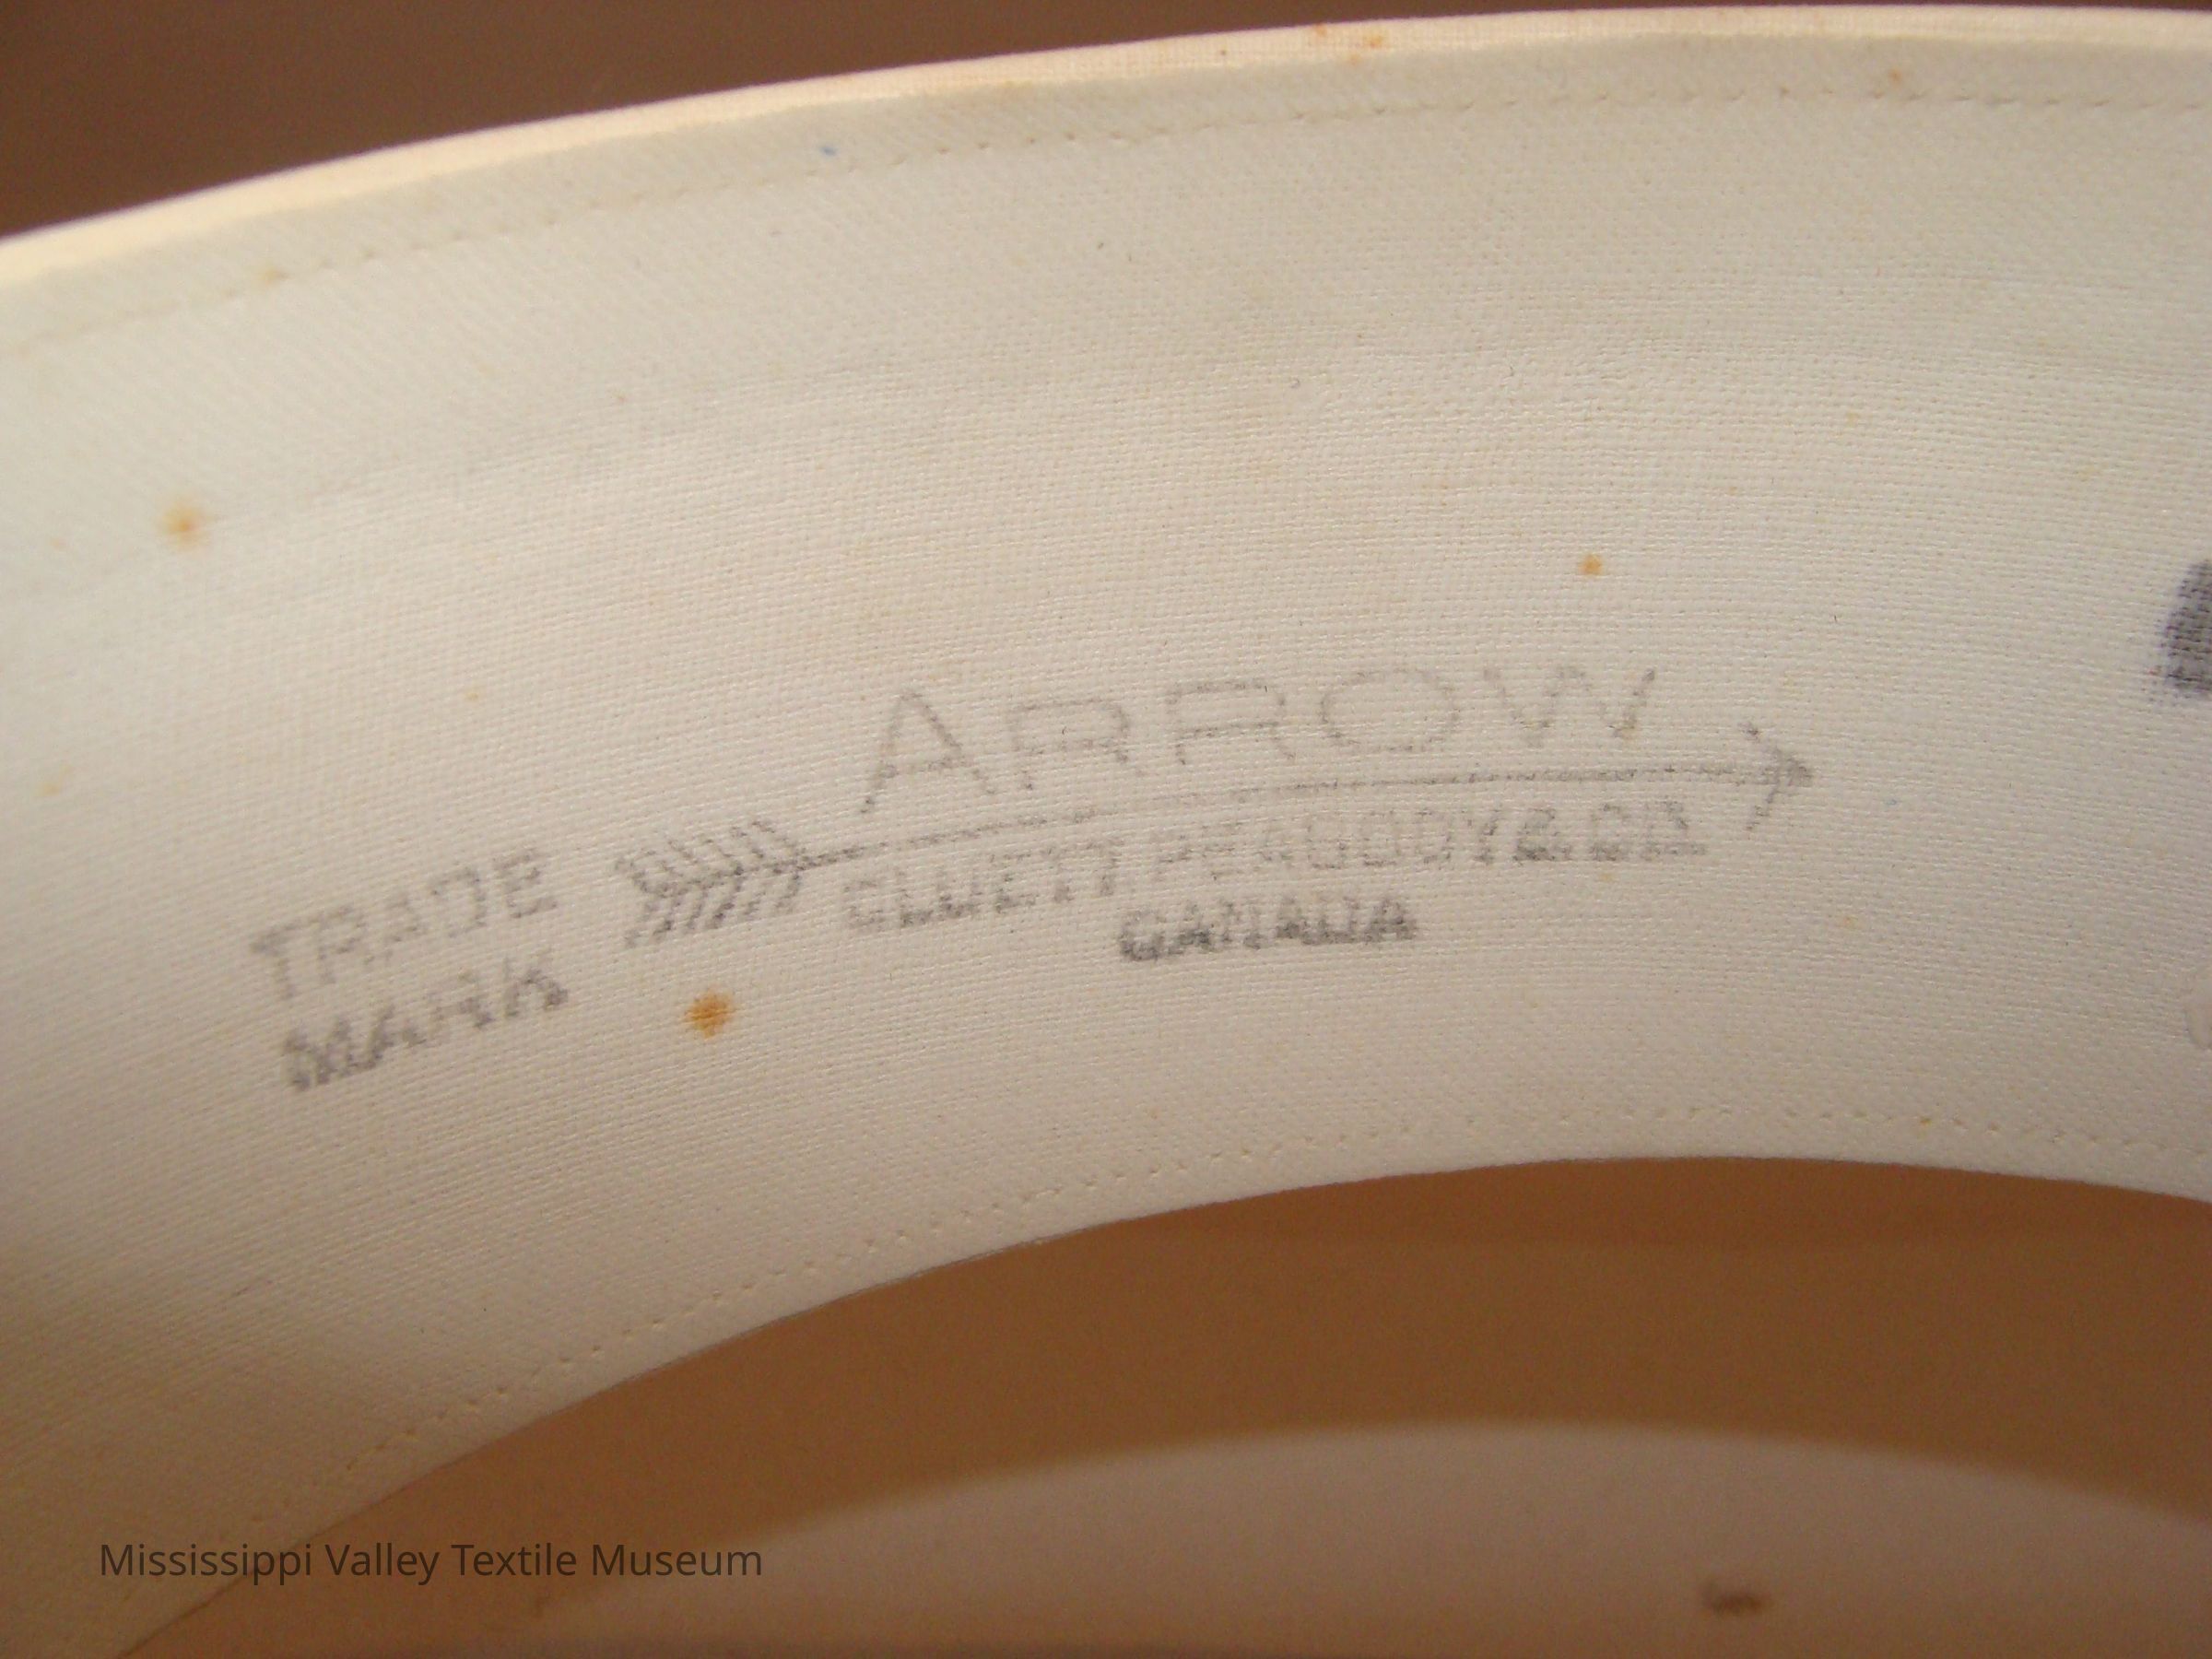 ARROW
TRADE MARK
CLUETT PEABODY & CO.
CANADA
Mississippi Valley Textile Museum